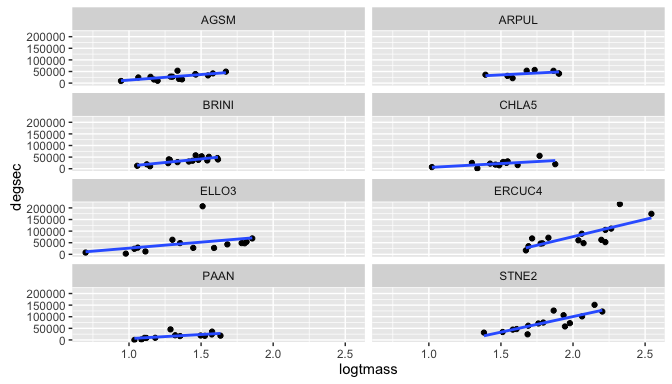 AGSM ARPUL
200000
150000
100000
50000
0
BRINI CHLA5
200000
150000
100000
50000
0
degsec
ELLO3 ERCUC4
200000
150000
100000
50000
0
PAAN STNE2
200000
150000
100000
50000
0
1.0 1.5 2.0 2.5 1.0 1.5 2.0 2.5
logtmass